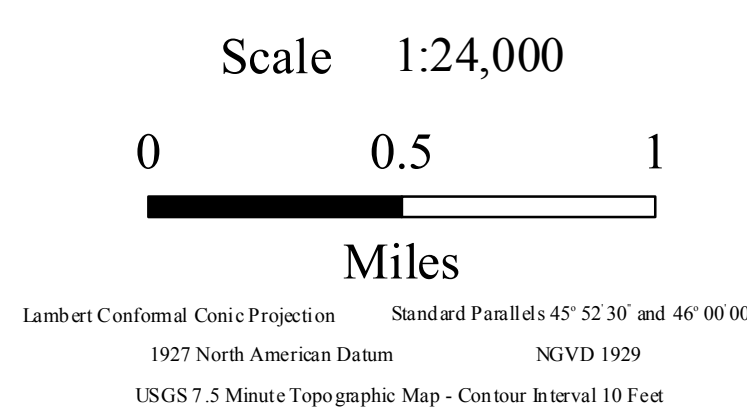 Scale 1:24,000
0 0.5 1
Miles
Lambert Conformal Conic Projection Standard Parallels 45° 52' 30" and 46° 00' 00
1927 North American Datum NGVD 1929
USGS 7.5 Minute Topographic Map - Contour Interval 10 Feet